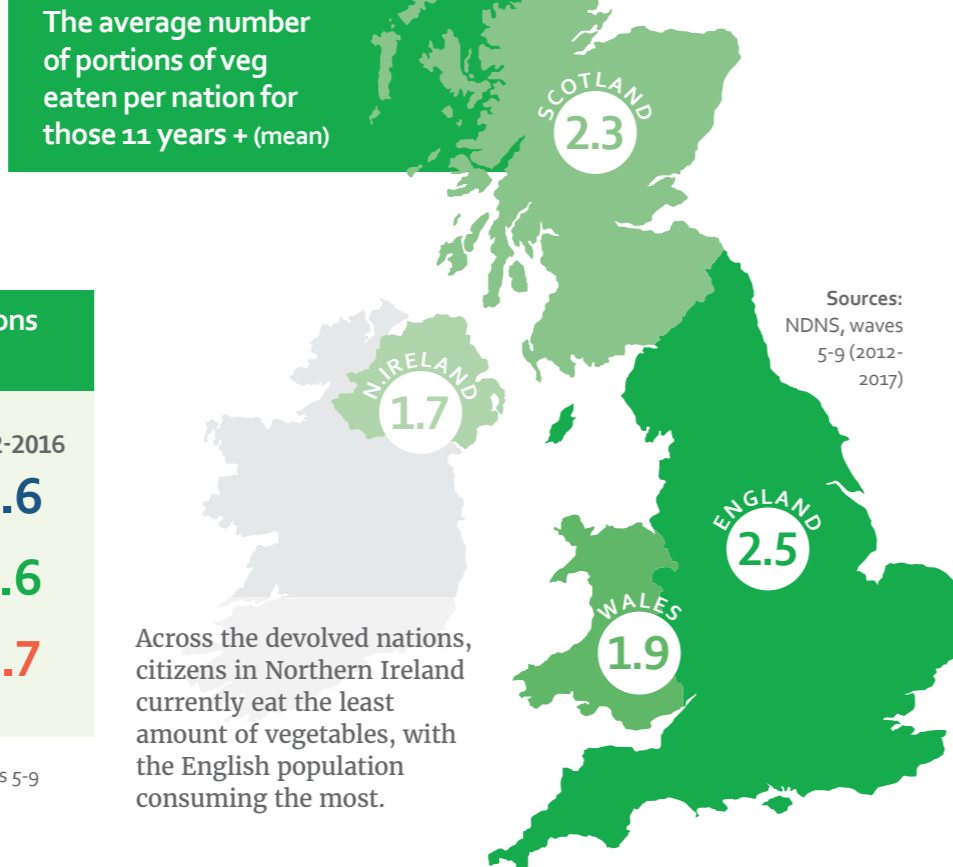 The average number
of portions of veg
eaten per nation for
those 11 years + (mean)
SCOTLAND
2.3
Sources:
NDNS, waves
5-9 (2012-
2017)
N.IRELAND
1.7
-2016
.6
.6
.7
5-9
ENGLAND
2.5
WALES
1.9
Across the devolved nations,
citizens in Northern Ireland
currently eat the least
amount of vegetables, with
the English population
consuming the most.